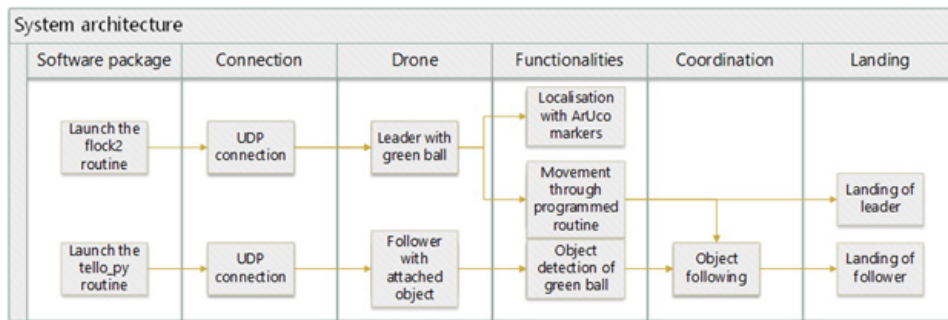 System architecture
Software package
Connection
Drone
Functionalities
Coordination
Landing
Launch the
flock2
routine
UDP
connection
Leader with
green ball
Localisation
with ArUco
markers
Movement
through
programmed
routine
Landing of
leader
Launch the
tello_py
routine
UDP
connection
Follower
with
attached
object
Object
detection of
green ball
Object
following
Landing of
follower